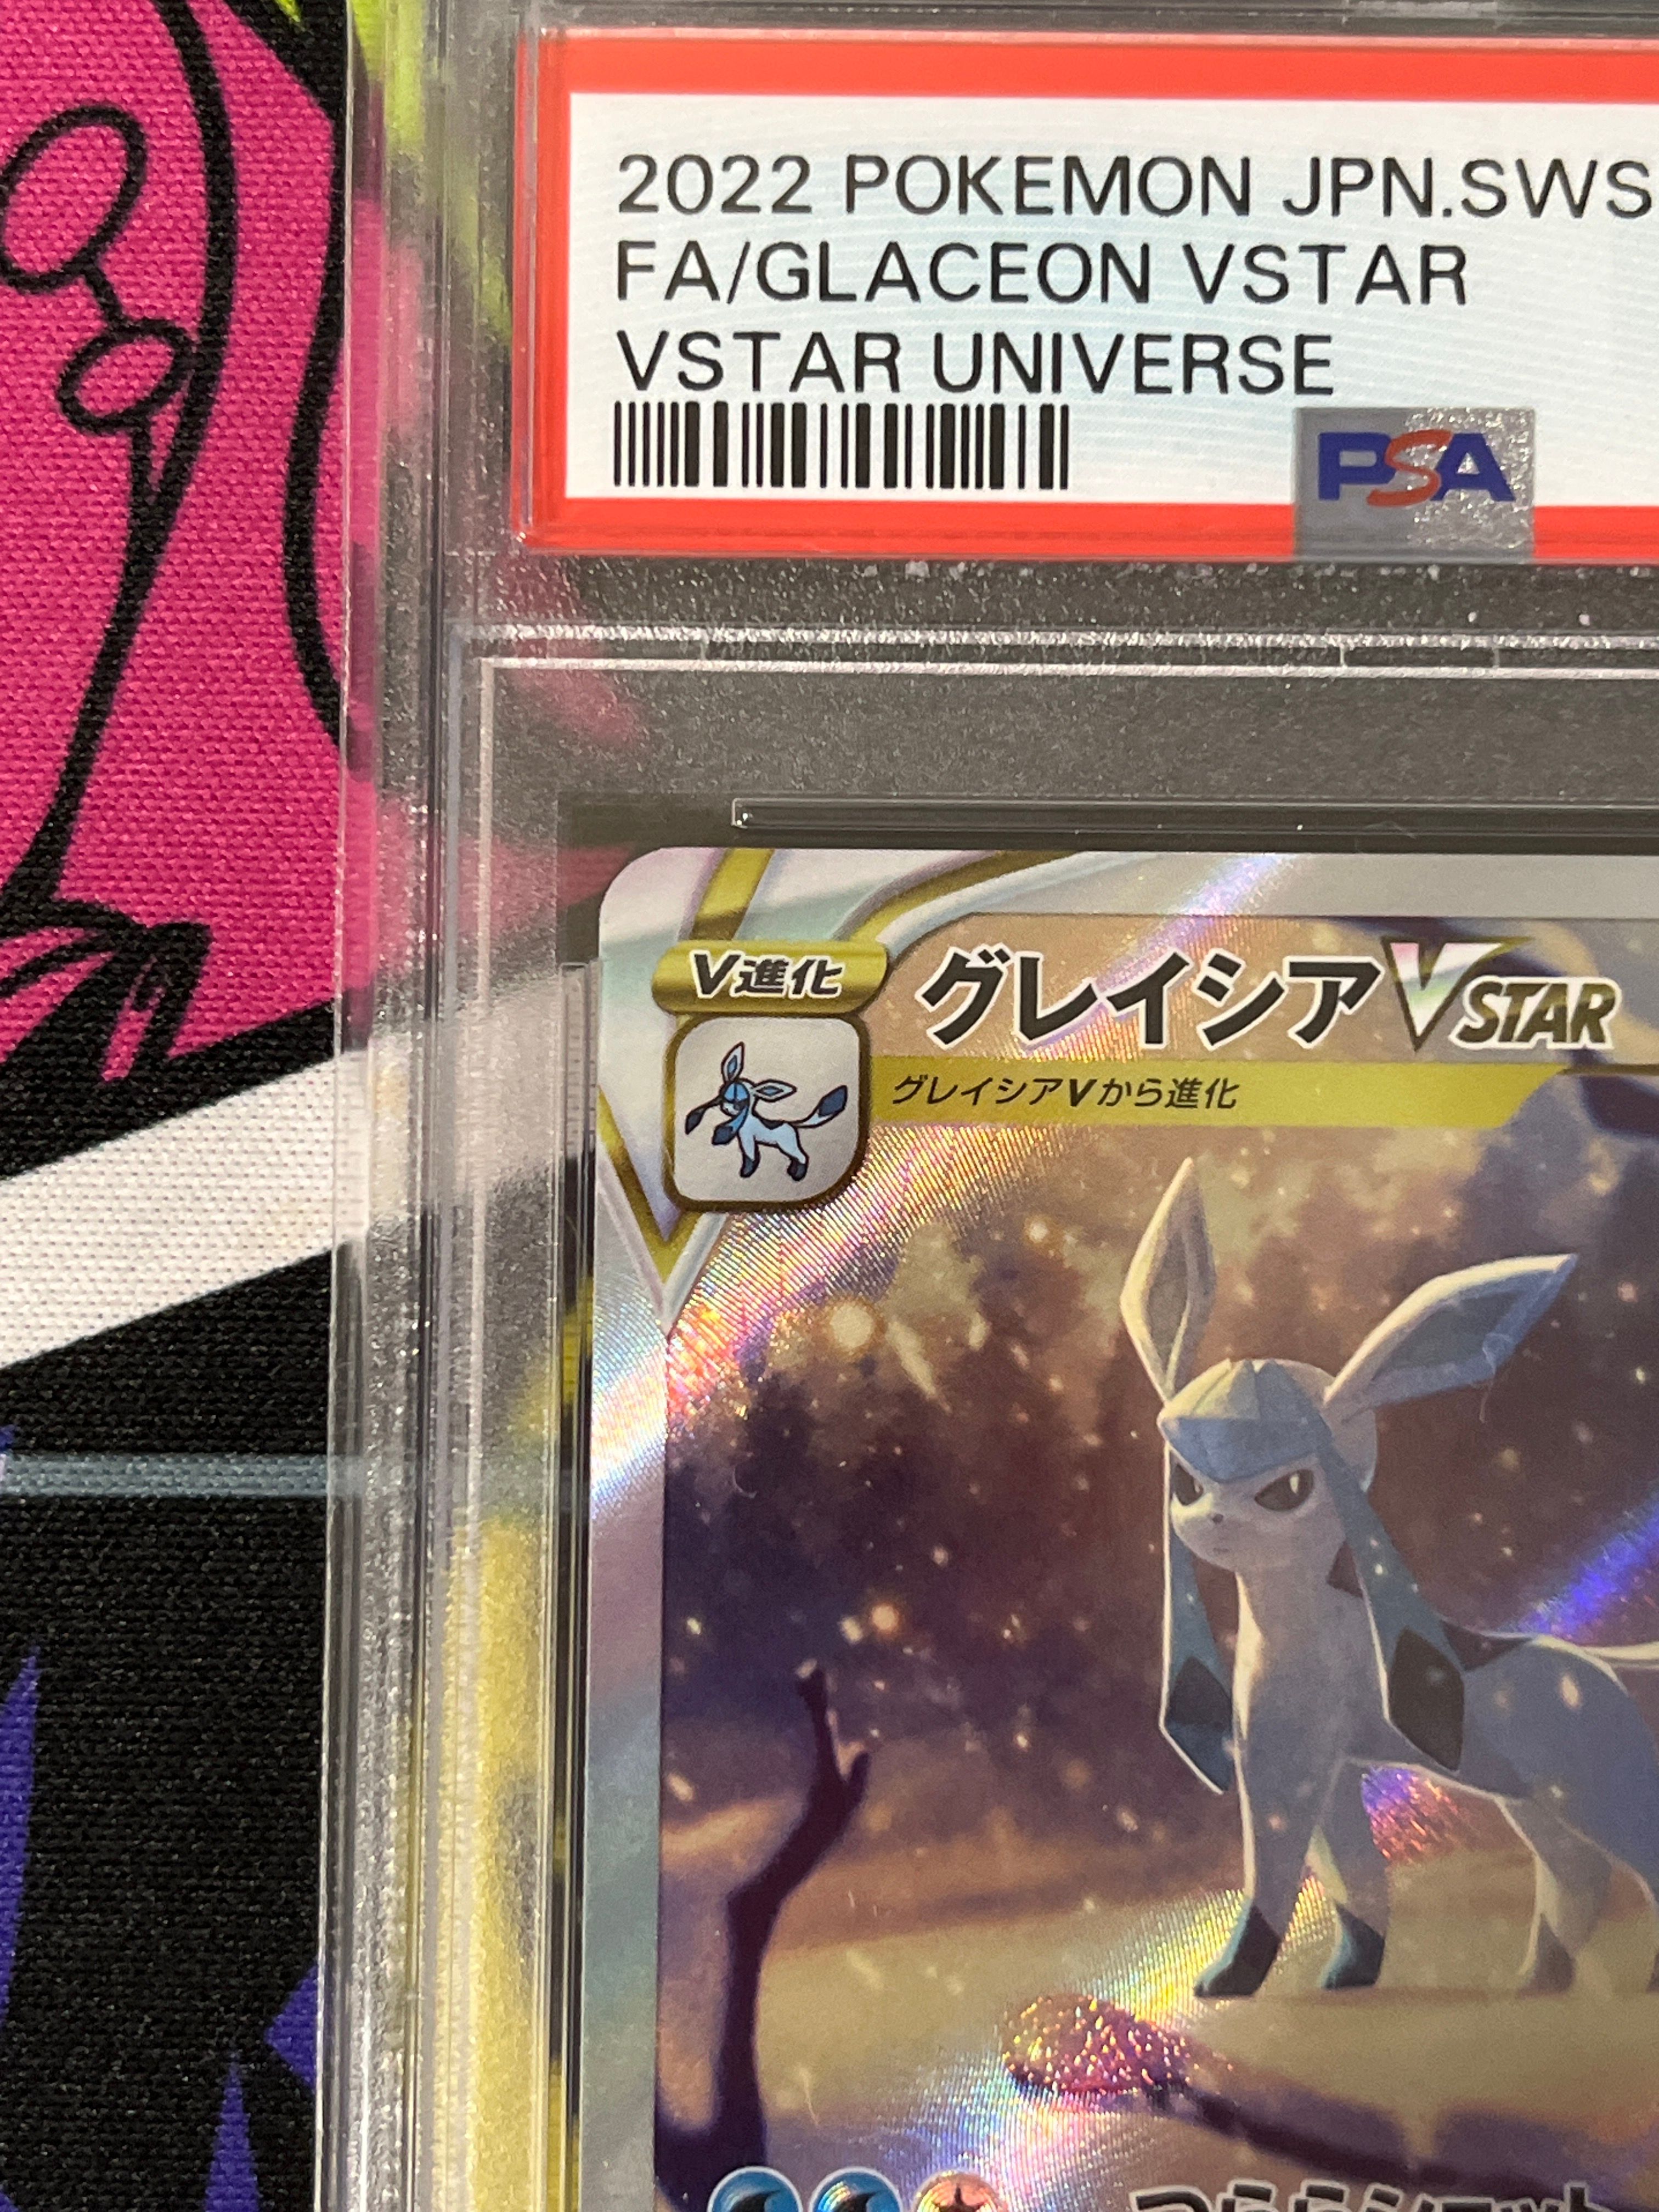 2022 POKEMON JPN.SWS
FA/GLACEON VSTAR
VSTAR UNIVERSE
PSA
V進化
グレイシアVSTAR
グレイシアVから進化